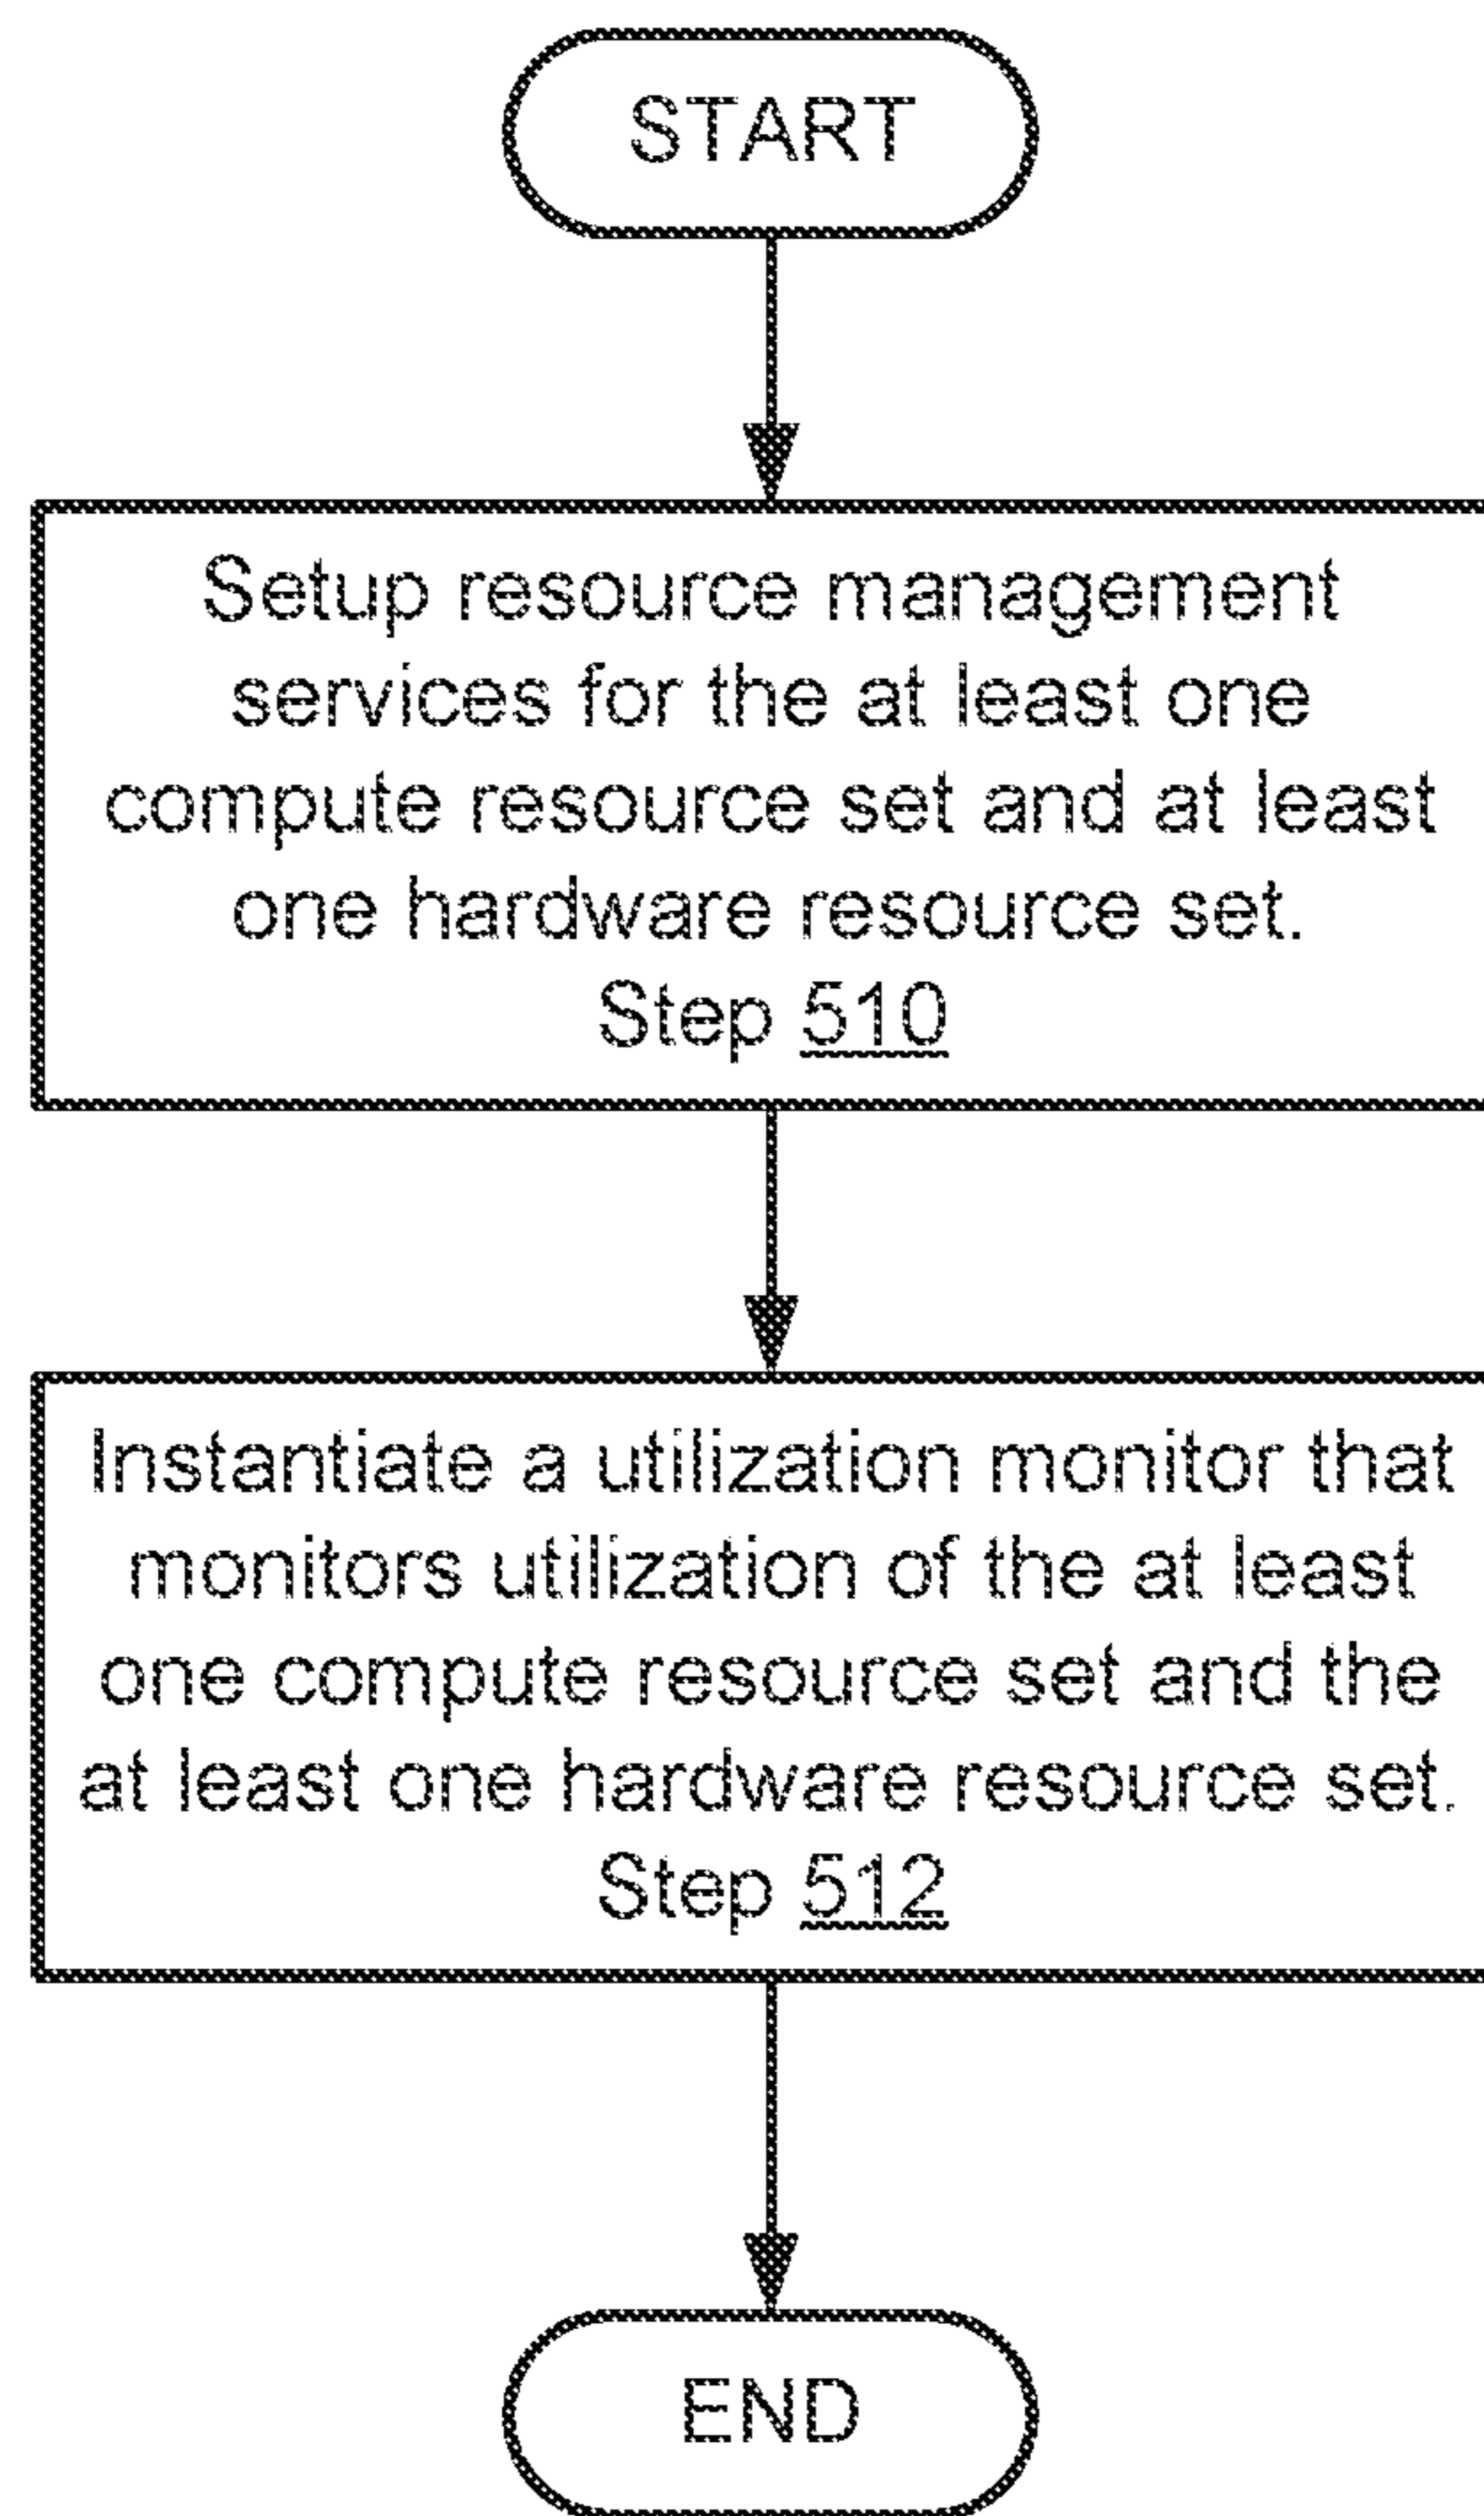 START
Setup resource management
services for the at least one
compute resource set and at least
one hardware resource set.
Step 510
Instantiate a utilization monitor that
monitors utilization of the at least
one compute resource set and the
at least one hardware resource set.
Step 512
END